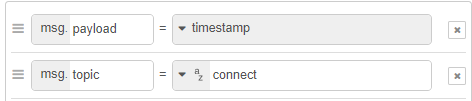 msg. payload = timestamp
msg. topic = az connect